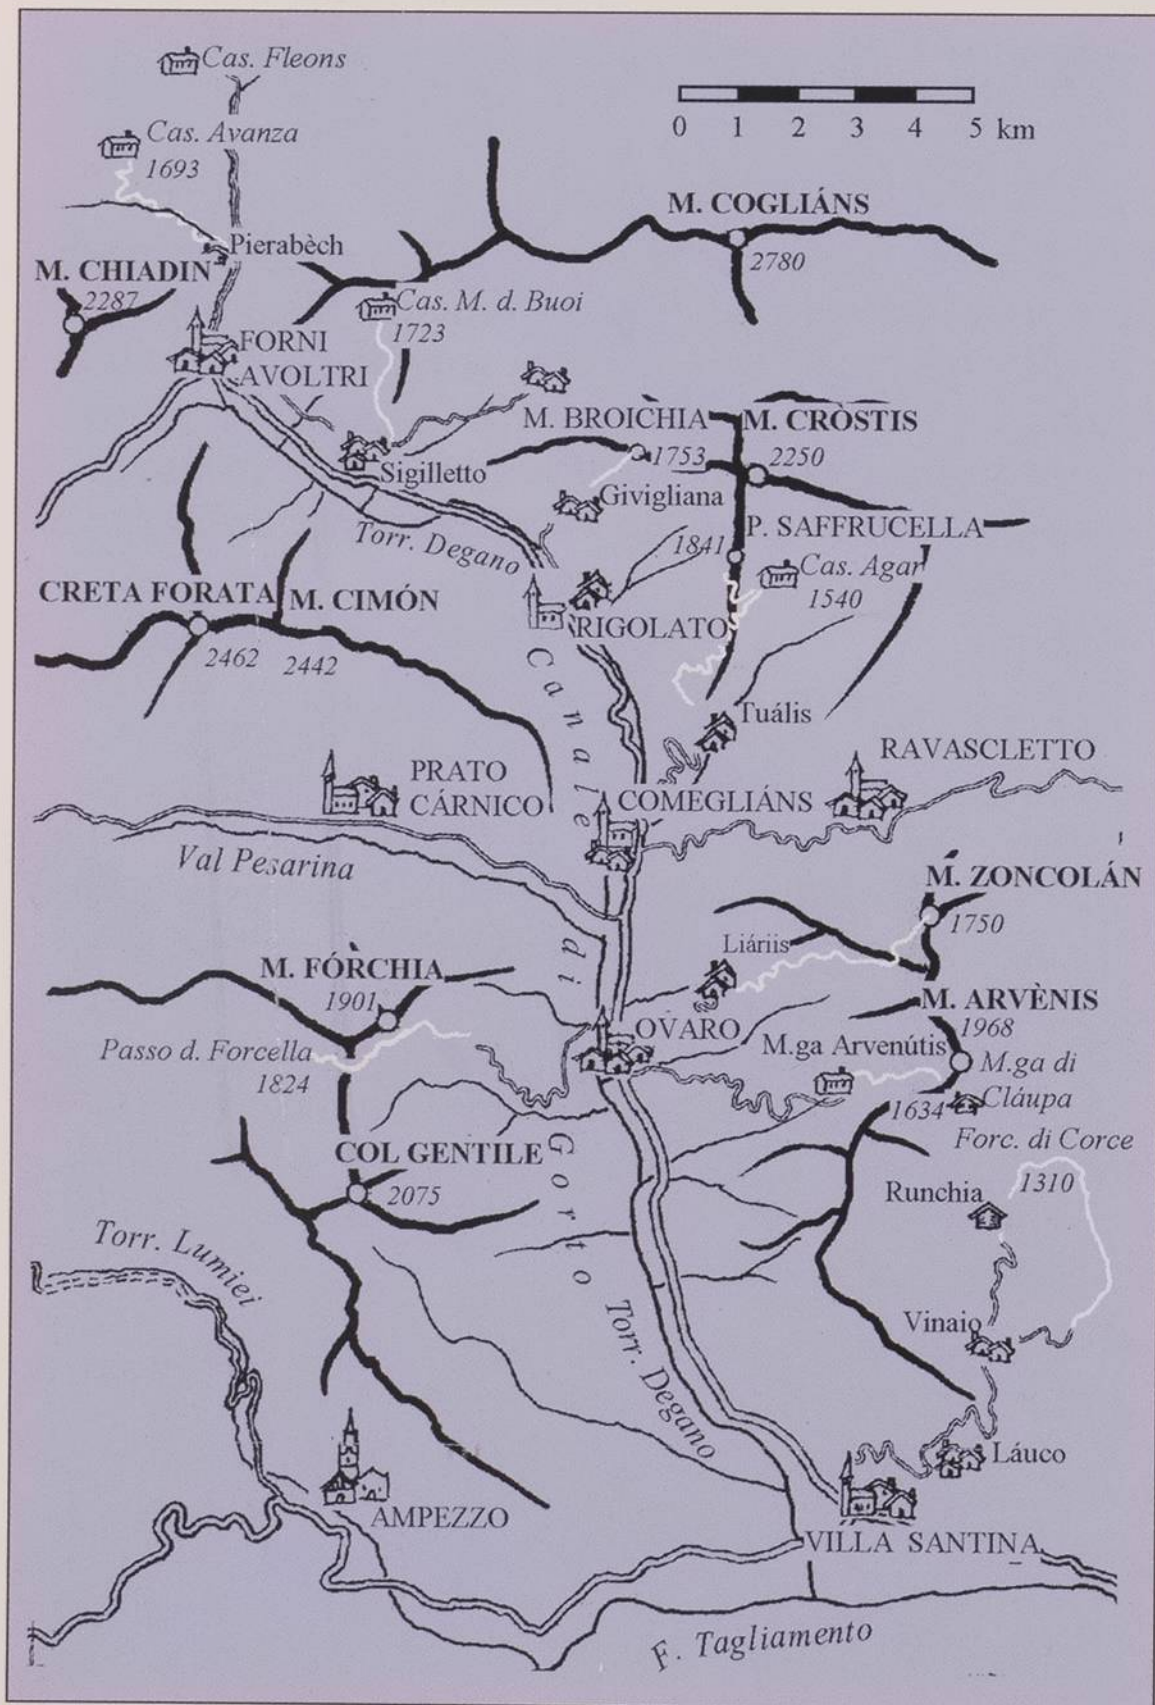 Cas. Fleons
Cas. Avanza
1693
0 1 2 3 4 5 km
M. COGLIÁNS
2780
Pierabèch
M. CHIADIN
2287
Cas. M. d. Buoi
1723
FORNI
AVOLTRI
M. BROICHIA
1753
M. CRÒSTIS
2250
Sigilletto
Givigliana
Torr. Degano
P. SAFFRUCELLA
1841
Cas. Agar
1540
CRETA FORATA
2462
M. CIMÓN
2442
RIGOLATO
Canale di Gorto
Tuális
RAVASCLETTO
PRATO
CÁRNICO
COMEGLIÁNS
Val Pesarina
M. ZONCOLÁN
1750
Liáriis
M. FÓRCHIA
1901
M. ARVÈNIS
1968
OVARO
Passo d. Forcella
1824
M.ga Arvenútis
M.ga di
Cláupa
1634
Forc. di Corce
1310
COL GENTILE
2075
Runchia
Torr. Lumiei
Vinaio
Torr. Degano
Láuco
AMPEZZO
VILLA SANTINA
F. Tagliamento